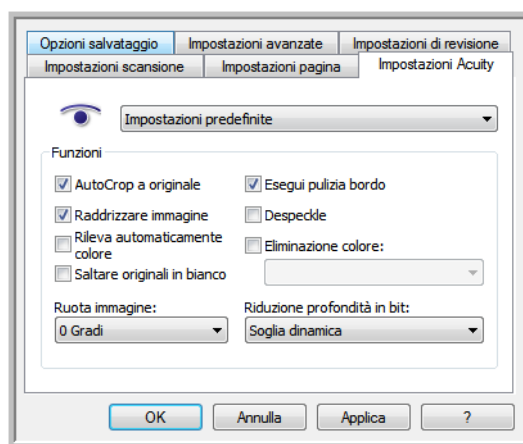 Opzioni salvataggio
Impostazioni avanzate
Impostazioni di revisione
Impostazioni scansione
Impostazioni pagina
Impostazioni Acuity
Impostazioni predefinite
Funzioni
AutoCrop a originale
Esegui pulizia bordo
Raddrizzare immagine
Despeckle
Rileva automaticamente
colore
Eliminazione colore:
Saltare originali in bianco
Ruota immagine:
Riduzione profondità in bit:
0 Gradi
Soglia dinamica
OK
Annulla
Applica
?